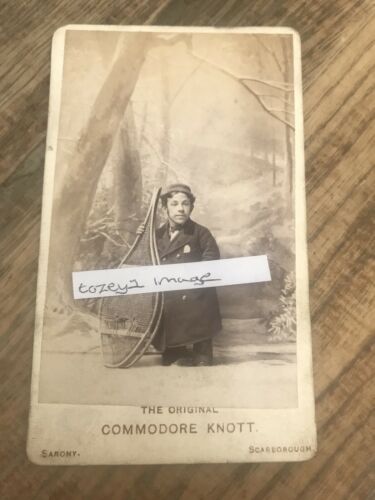 tozey1 image
THE ORIGINAL
COMMODORE KNOTT.
SARONY. SCARBOROUGH.